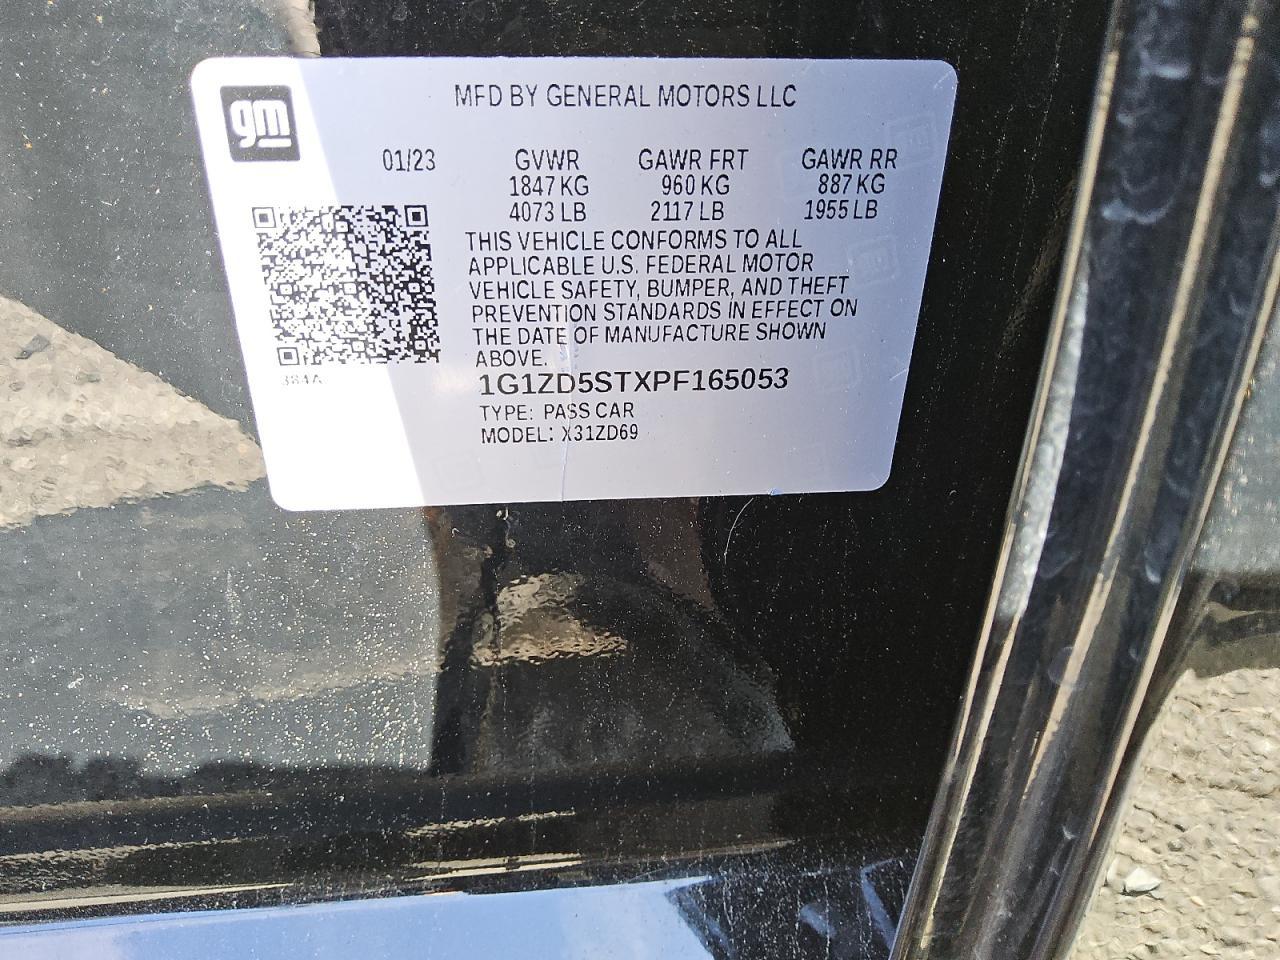 gm
MFD BY GENERAL MOTORS LLC
01/23 GVWR GAWR FRT GAWR RR
1847 KG 960 KG 887 KG
4073 LB 2117 LB 1955 LB
THIS VEHICLE CONFORMS TO ALL
APPLICABLE U.S. FEDERAL MOTOR
VEHICLE SAFETY, BUMPER, AND THEFT
PREVENTION STANDARDS IN EFFECT ON
THE DATE OF MANUFACTURE SHOWN
ABOVE.
384A
1G1ZD5STXPF165053
TYPE: PASS CAR
MODEL: X31ZD69